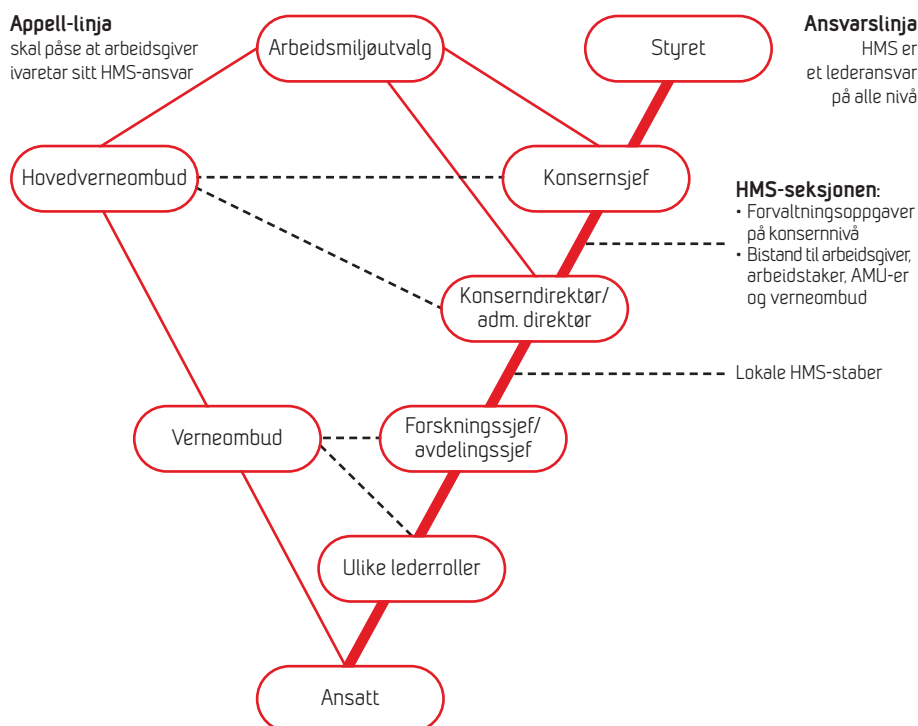 Appell-linja
skal påse at arbeidsgiver
ivaretar sitt HMS-ansvar
Arbeidsmiljøutvalg
Styret
Ansvarslinja
HMS er
et lederansvar
på alle nivå
Hovedverneombud
Konsernsjef
HMS-seksjonen:
• Forvaltningsoppgaver
på konsernnivå
• Bistand til arbeidsgiver,
arbeidstaker, AMU-er
og verneombud
Konserndirektør/
adm. direktør
Lokale HMS-staber
Verneombud
Forskningssjef/
avdelingssjef
Ulike lederroller
Ansatt